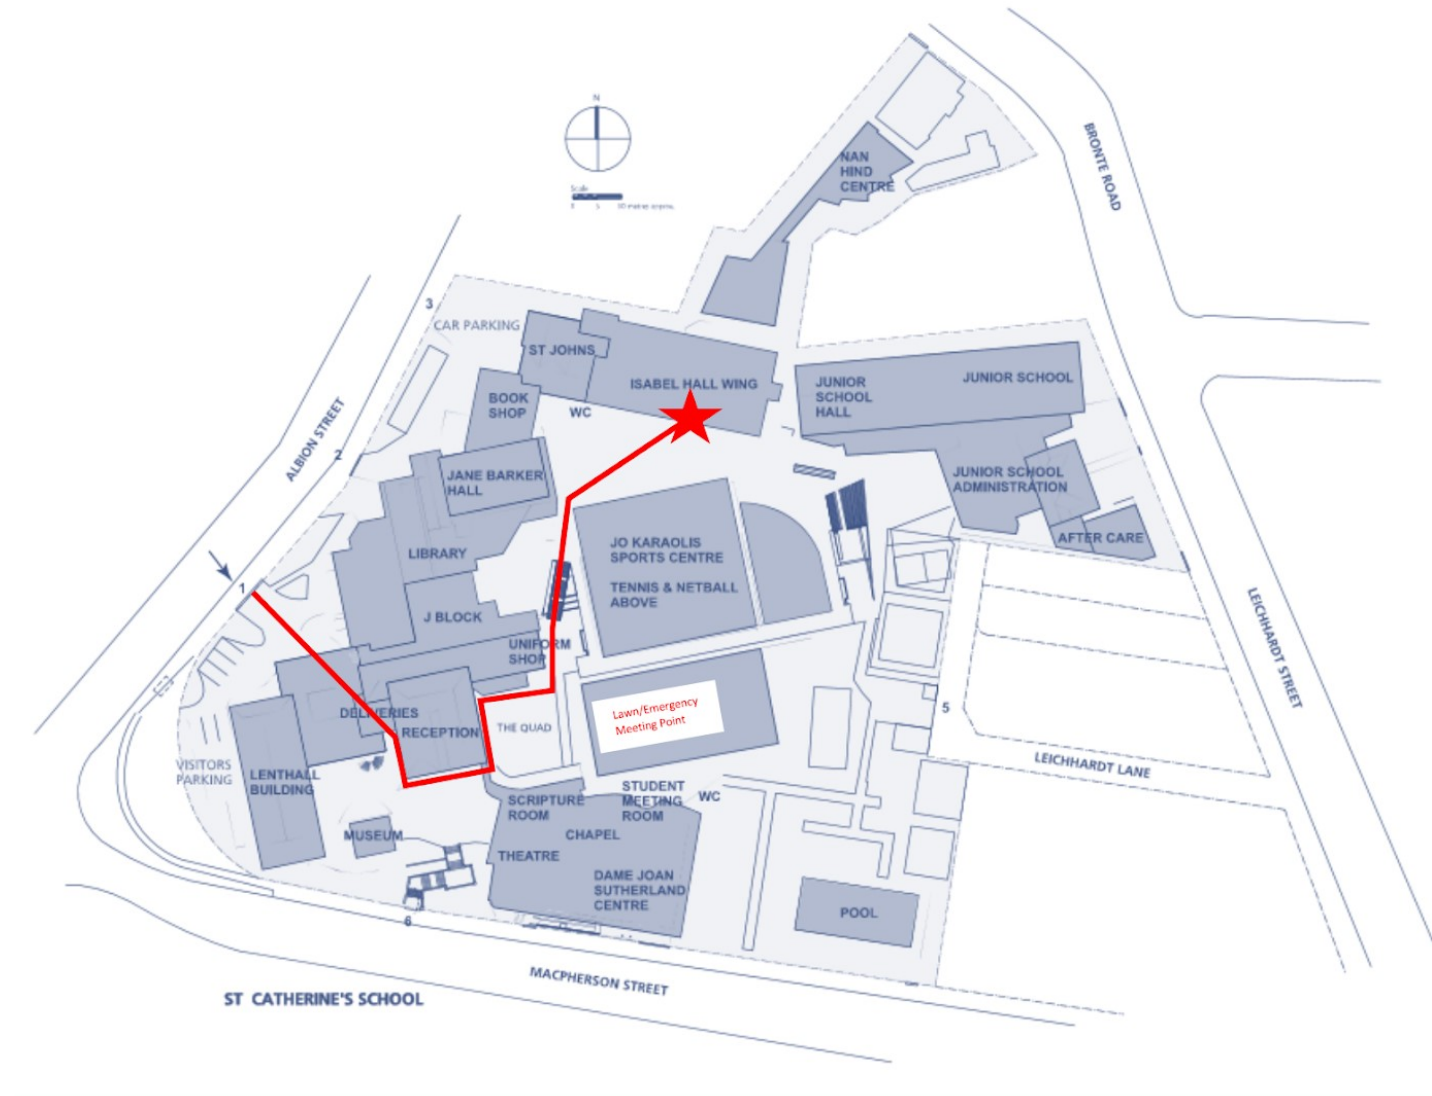 N
Scale
0 5
BRONTE ROAD
NAN
HIND
CENTRE
3
CAR PARKING
ST JOHNS
ISABEL HALL WING
BOOK
SHOP
WC
JUNIOR
SCHOOL
HALL
JUNIOR SCHOOL
ALBION STREET
2
JANE BARKER
HALL
JUNIOR SCHOOL
ADMINISTRATION
AFTER CARE
LIBRARY
JO KARAOLIS
SPORTS CENTRE
TENNIS & NETBALL
ABOVE
1
J BLOCK
UNIFORM
SHOP
LEICHHARDT STREET
DELIVERIES
RECEPTION
THE QUAD
Lawn/Emergency
Meeting Point
5
VISITORS
PARKING
LENTHALL
BUILDING
LEICHHARDT LANE
SCRIPTURE
ROOM
STUDENT
MEETING
ROOM
WC
MUSEUM
CHAPEL
THEATRE
DAME JOAN
SUTHERLAND
CENTRE
POOL
6
MACPHERSON STREET
ST CATHERINE'S SCHOOL